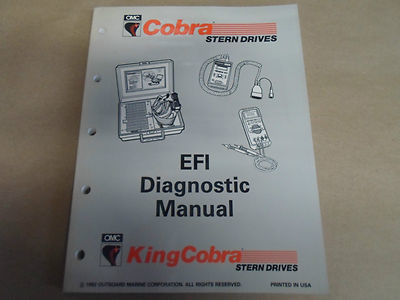 OMC Cobra
STERN DRIVES
EFI
Diagnostic
Manual
OMC
KingCobra
STERN DRIVES
© 1992 OUTBOARD MARINE CORPORATION. ALL RIGHTS RESERVED. PRINTED IN USA